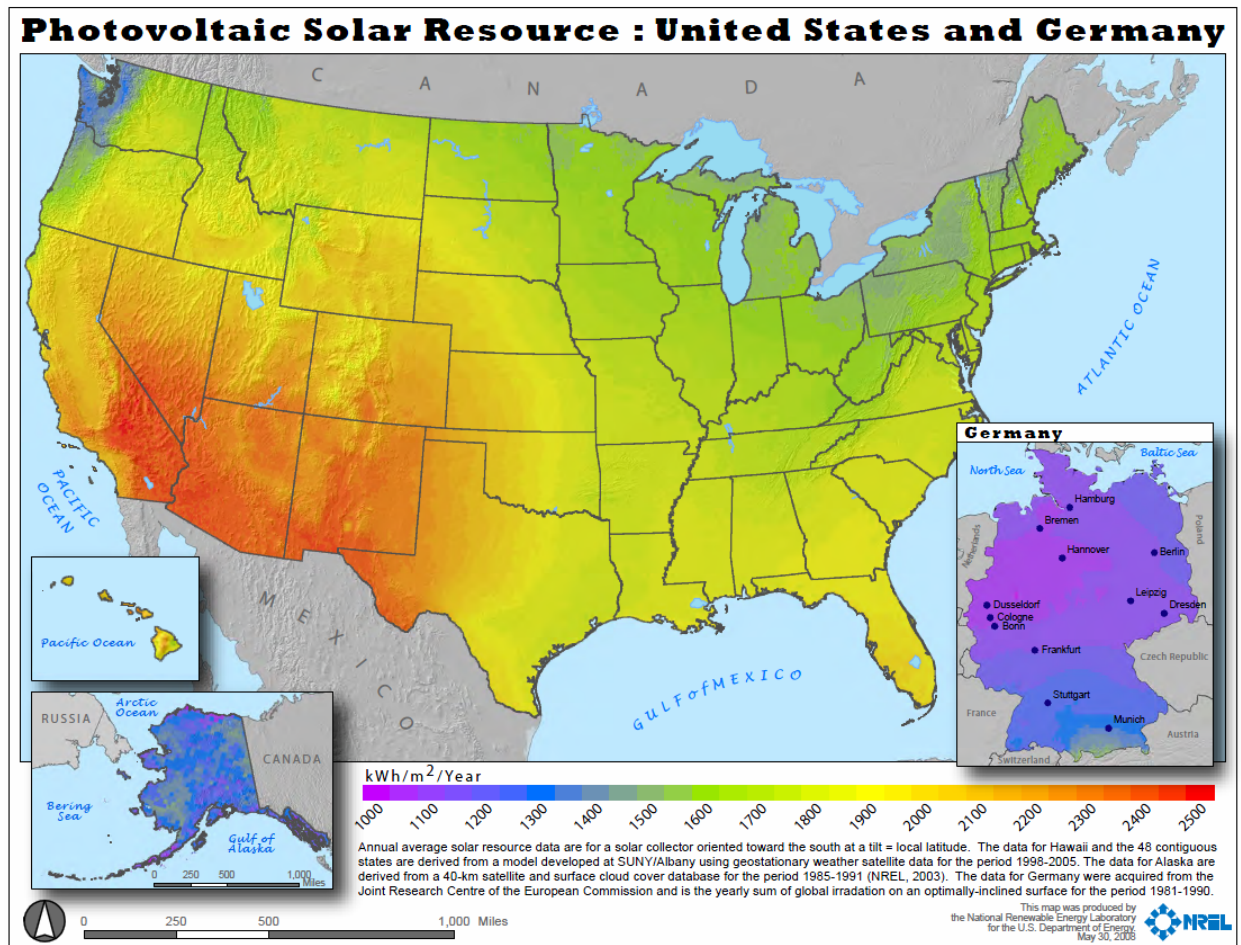 Photovoltaic Solar Resource : United States and Germany
C A N A D A
ATLANTIC OCEAN
PACIFIC
OCEAN
MEXICO
GULF of MEXICO
Pacific Ocean
Arctic
Ocean
RUSSIA
CANADA
Bering
Sea
Gulf of
Alaska
0 250 500 1,000
Miles
Germany
North Sea
Baltic Sea
Hamburg
Bremen
Netherlands
Poland
Hannover
Berlin
Leipzig
Dusseldorf
Dresden
Cologne
Bonn
Frankfurt
Czech Republic
Stuttgart
France
Munich
Austria
Switzerland
kWh/m2/Year
1000 1100 1200 1300 1400 1500 1600 1700 1800 1900 2000 2100 2200 2300 2400 2500
Annual average solar resource data are for a solar collector oriented toward the south at a tilt = local latitude. The data for Hawaii and the 48 contiguous
states are derived from a model developed at SUNY/Albany using geostationary weather satellite data for the period 1998-2005. The data for Alaska are
derived from a 40-km satellite and surface cloud cover database for the period 1985-1991 (NREL, 2003). The data for Germany were acquired from the
Joint Research Centre of the European Commission and is the yearly sum of global irradation on an optimally-inclined surface for the period 1981-1990.
0 250 500 1,000 Miles
This map was produced by
the National Renewable Energy Laboratory
for the U.S. Department of Energy.
May 30, 2008
NREL